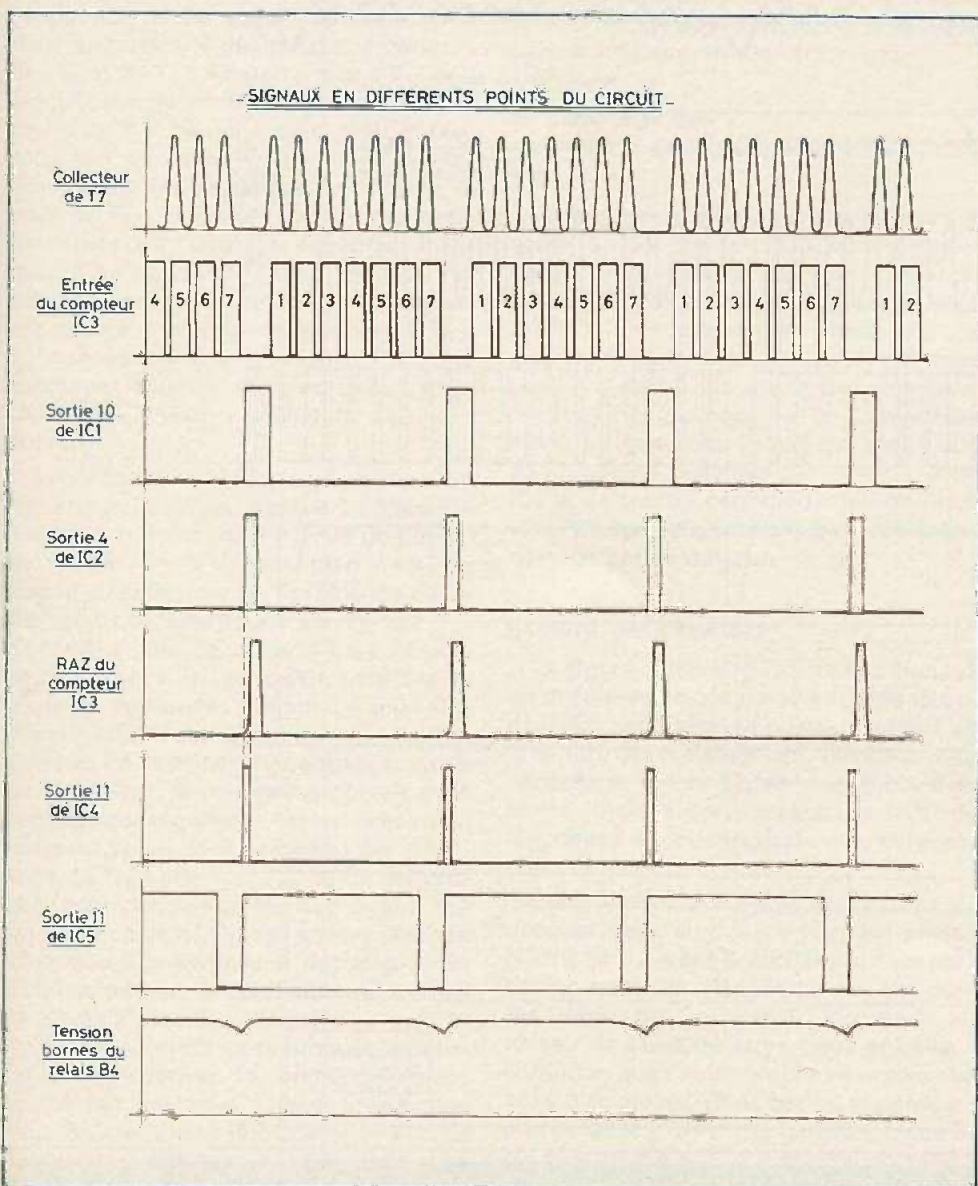 SIGNAUX EN DIFFERENTS POINTS DU CIRCUIT
Collecteur
de T7
Entrée
du compteur
IC3
4 5 6 7 1 2 3 4 5 6 7 1 2 3 4 5 6 7 1 2 3 4 5 6 7 1 2
Sortie 10
de IC1
Sortie 4
de IC2
RAZ du
compteur
IC3
Sortie 11
de IC4
Sortie 11
de IC5
Tension
bornes du
relais B4